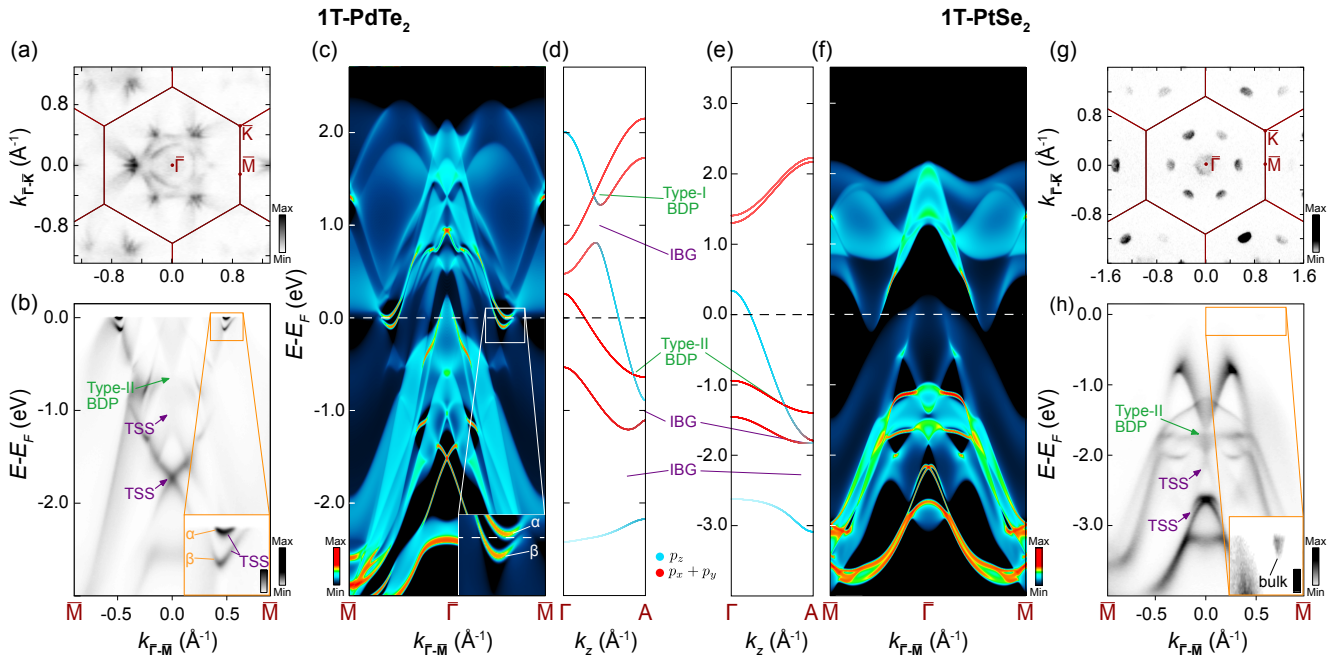 1T-PdTe2
1T-PtSe2
(a)
k Γ̅-K̅ (Å-1)
0.8
0.0
-0.8
-0.8
0.0
0.8
K̅
M̅
Γ̅
Max
Min
(b)
E-EF (eV)
0.0
-1.0
-2.0
Type-II
BDP
TSS
TSS
α
β
TSS
Max
Min
M̅
-0.5
0.0
0.5
M̅
k Γ̅-M̅ (Å-1)
(c)
E-EF (eV)
2.0
1.0
0.0
-1.0
-2.0
α
β
Max
Min
M̅
Γ̅
M̅
k Γ̅-M̅ (Å-1)
(d)
Type-I
BDP
IBG
Type-II
BDP
IBG
IBG
pz
px + py
Γ
A
kz (Å-1)
(e)
3.0
2.0
1.0
0.0
-1.0
-2.0
-3.0
Γ
A
kz (Å-1)
(f)
Max
Min
M̅
Γ̅
M̅
k Γ̅-M̅ (Å-1)
(g)
k Γ̅-K̅ (Å-1)
0.8
0.0
-0.8
-1.6
-0.8
0.0
0.8
1.6
K̅
M̅
Γ̅
Max
Min
(h)
E-EF (eV)
0.0
-1.0
-2.0
-3.0
Type-II
BDP
TSS
TSS
bulk
Max
Min
M̅
-0.5
0.0
0.5
M̅
k Γ̅-M̅ (Å-1)